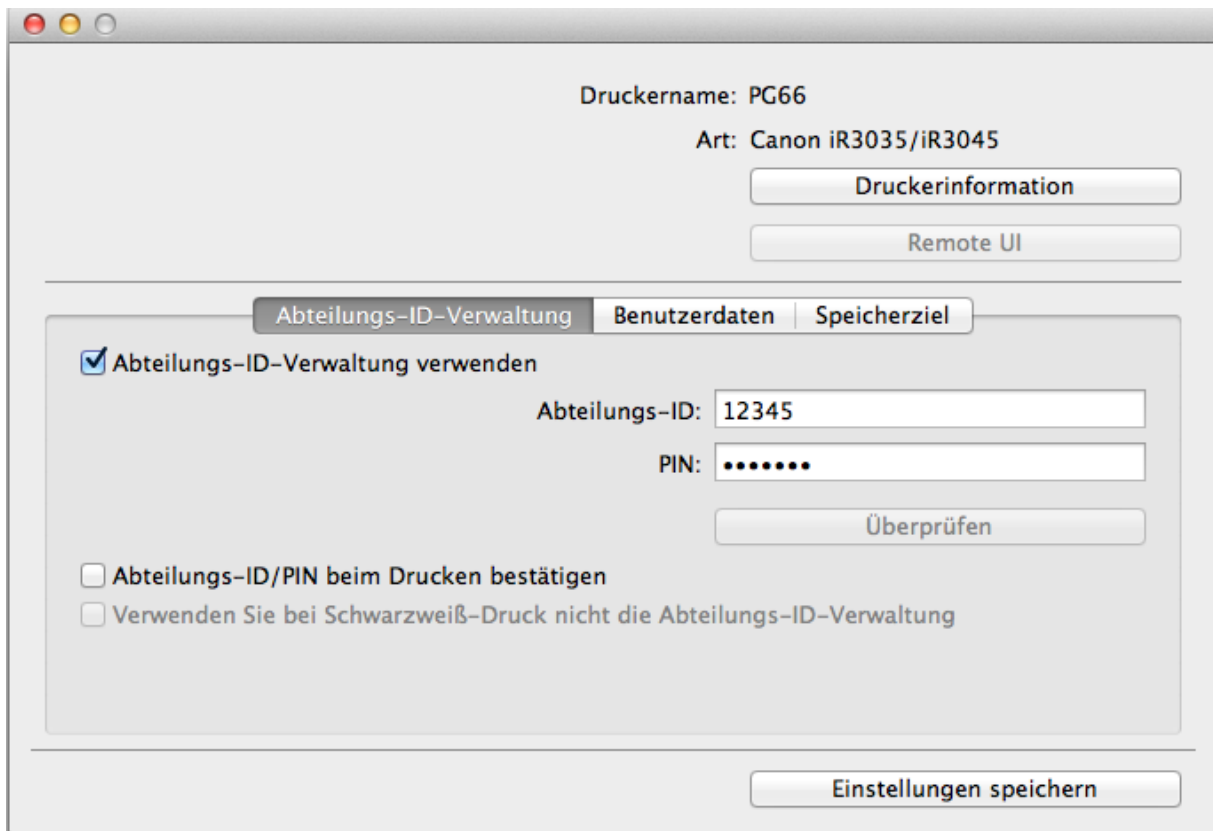 Druckername: PG66
Art: Canon iR3035/iR3045
Druckerinformation
Remote UI
Abteilungs-ID-Verwaltung Benutzerdaten Speicherziel
Abteilungs-ID-Verwaltung verwenden
Abteilungs-ID: 12345
PIN: •••••••
Überprüfen
Abteilungs-ID/PIN beim Drucken bestätigen
Verwenden Sie bei Schwarzweiß-Druck nicht die Abteilungs-ID-Verwaltung
Einstellungen speichern